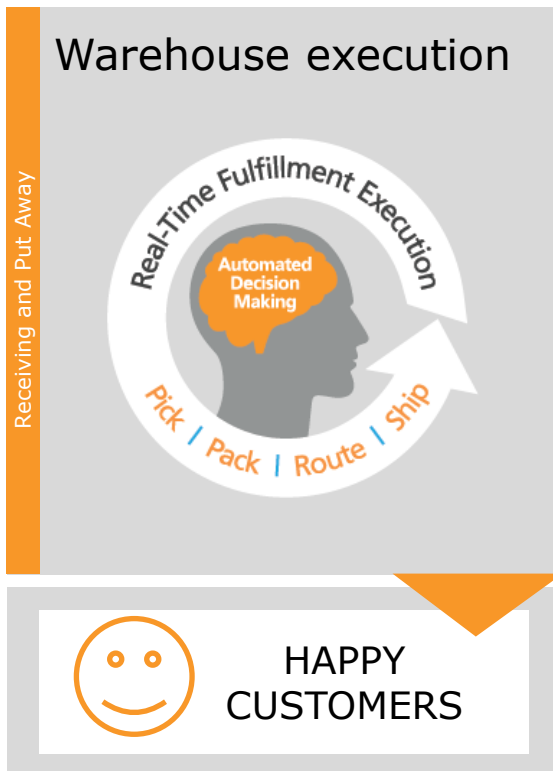 Warehouse execution
Receiving and Put Away
Real-Time Fulfillment Execution
Automated
Decision
Making
Pick | Pack | Route | Ship
HAPPY
CUSTOMERS